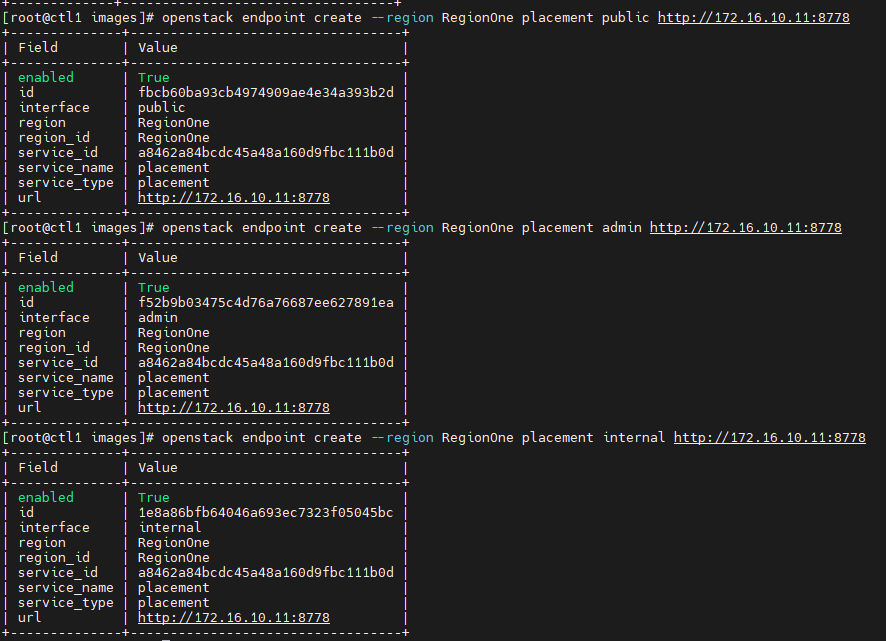 +-------------+----------------------------------+
[root@ctl1 images]# openstack endpoint create --region RegionOne placement public http://172.16.10.11:8778
+--------------+----------------------------------+
| Field        | Value                            |
+--------------+----------------------------------+
| enabled      | True                             |
| id           | fbcb60ba93cb4974909ae4e34a393b2d |
| interface    | public                           |
| region       | RegionOne                        |
| region_id    | RegionOne                        |
| service_id   | a8462a84bcdc45a48a160d9fbc111b0d |
| service_name | placement                        |
| service_type | placement                        |
| url          | http://172.16.10.11:8778         |
+--------------+----------------------------------+
[root@ctl1 images]# openstack endpoint create --region RegionOne placement admin http://172.16.10.11:8778
+--------------+----------------------------------+
| Field        | Value                            |
+--------------+----------------------------------+
| enabled      | True                             |
| id           | f52b9b03475c4d76a76687ee627891ea |
| interface    | admin                            |
| region       | RegionOne                        |
| region_id    | RegionOne                        |
| service_id   | a8462a84bcdc45a48a160d9fbc111b0d |
| service_name | placement                        |
| service_type | placement                        |
| url          | http://172.16.10.11:8778         |
+--------------+----------------------------------+
[root@ctl1 images]# openstack endpoint create --region RegionOne placement internal http://172.16.10.11:8778
+--------------+----------------------------------+
| Field        | Value                            |
+--------------+----------------------------------+
| enabled      | True                             |
| id           | 1e8a86bfb64046a693ec7323f05045bc |
| interface    | internal                         |
| region       | RegionOne                        |
| region_id    | RegionOne                        |
| service_id   | a8462a84bcdc45a48a160d9fbc111b0d |
| service_name | placement                        |
| service_type | placement                        |
| url          | http://172.16.10.11:8778         |
+--------------+----------------------------------+